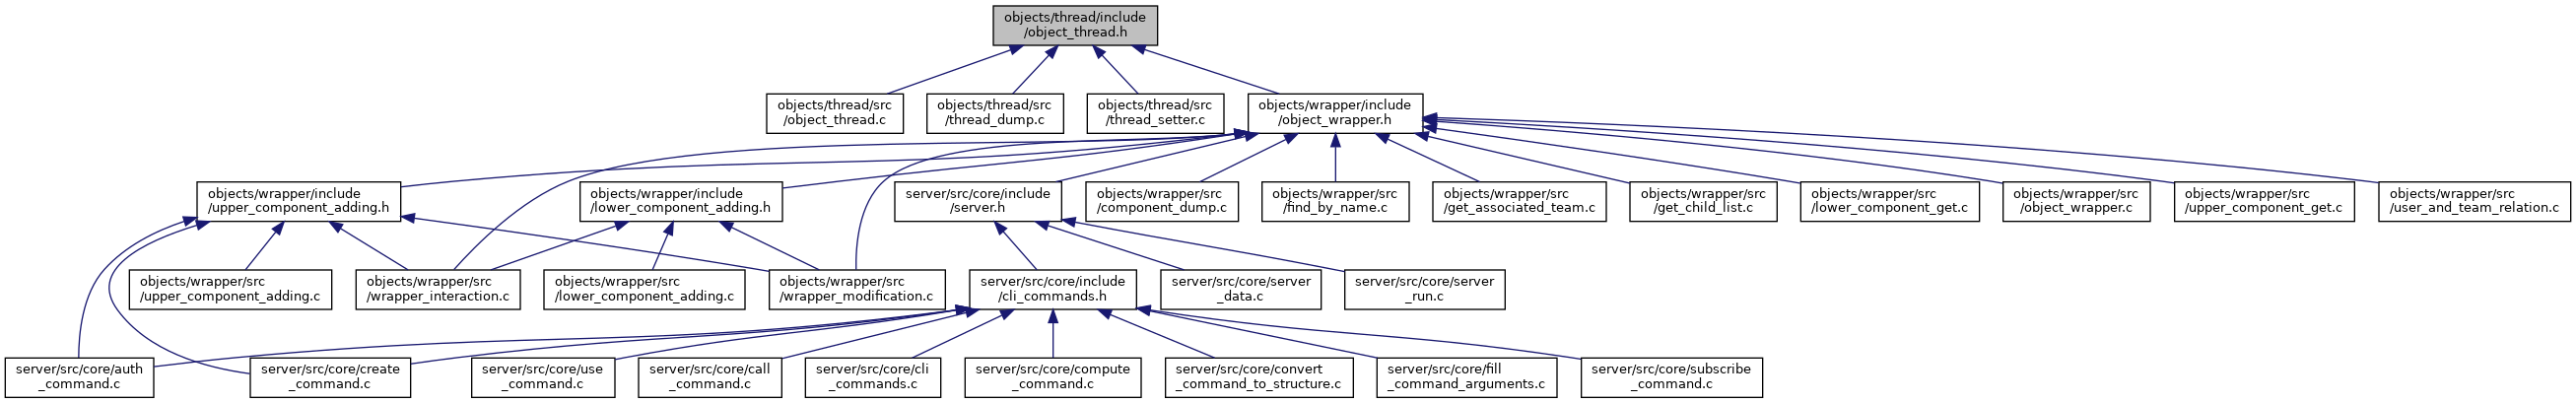 objects/thread/include
/object_thread.h
objects/thread/src
/object_thread.c
objects/thread/src
/thread_dump.c
objects/thread/src
/thread_setter.c
objects/wrapper/include
/object_wrapper.h
objects/wrapper/include
/upper_component_adding.h
objects/wrapper/include
/lower_component_adding.h
server/src/core/include
/server.h
objects/wrapper/src
/component_dump.c
objects/wrapper/src
/find_by_name.c
objects/wrapper/src
/get_associated_team.c
objects/wrapper/src
/get_child_list.c
objects/wrapper/src
/lower_component_get.c
objects/wrapper/src
/object_wrapper.c
objects/wrapper/src
/upper_component_get.c
objects/wrapper/src
/user_and_team_relation.c
objects/wrapper/src
/upper_component_adding.c
objects/wrapper/src
/wrapper_interaction.c
objects/wrapper/src
/lower_component_adding.c
objects/wrapper/src
/wrapper_modification.c
server/src/core/include
/cli_commands.h
server/src/core/server
_data.c
server/src/core/server
_run.c
server/src/core/auth
_command.c
server/src/core/create
_command.c
server/src/core/use
_command.c
server/src/core/call
_command.c
server/src/core/cli
_commands.c
server/src/core/compute
_command.c
server/src/core/convert
_command_to_structure.c
server/src/core/fill
_command_arguments.c
server/src/core/subscribe
_command.c